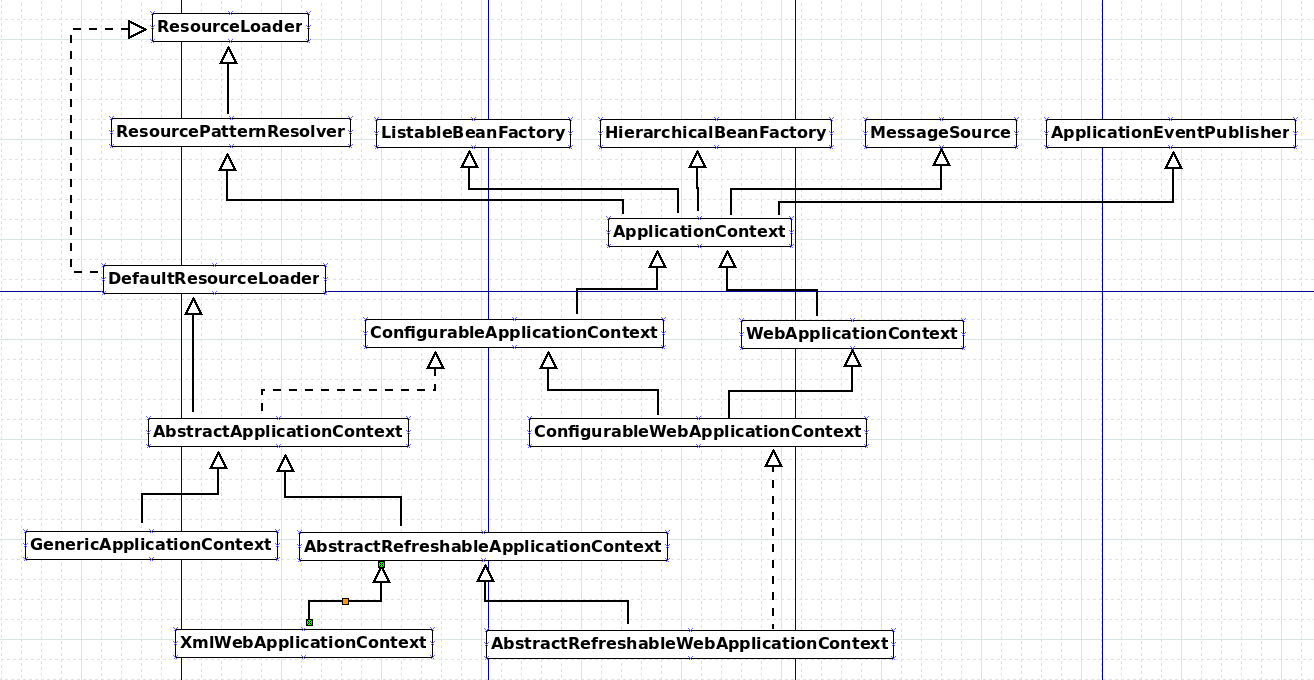 ResourceLoader
ResourcePatternResolver
ListableBeanFactory
HierarchicalBeanFactory
MessageSource
ApplicationEventPublisher
ApplicationContext
DefaultResourceLoader
ConfigurableApplicationContext
WebApplicationContext
AbstractApplicationContext
ConfigurableWebApplicationContext
GenericApplicationContext
AbstractRefreshableApplicationContext
XmlWebApplicationContext
AbstractRefreshableWebApplicationContext